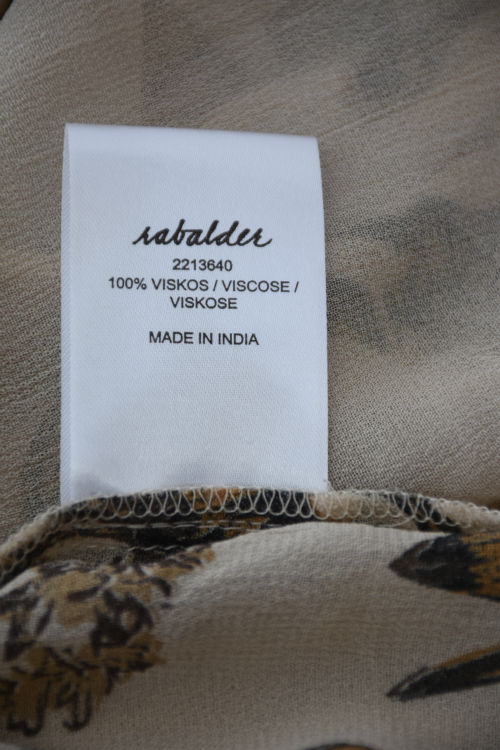 rabalder
2213640
100% VISKOS / VISCOSE /
VISKOSE
MADE IN INDIA